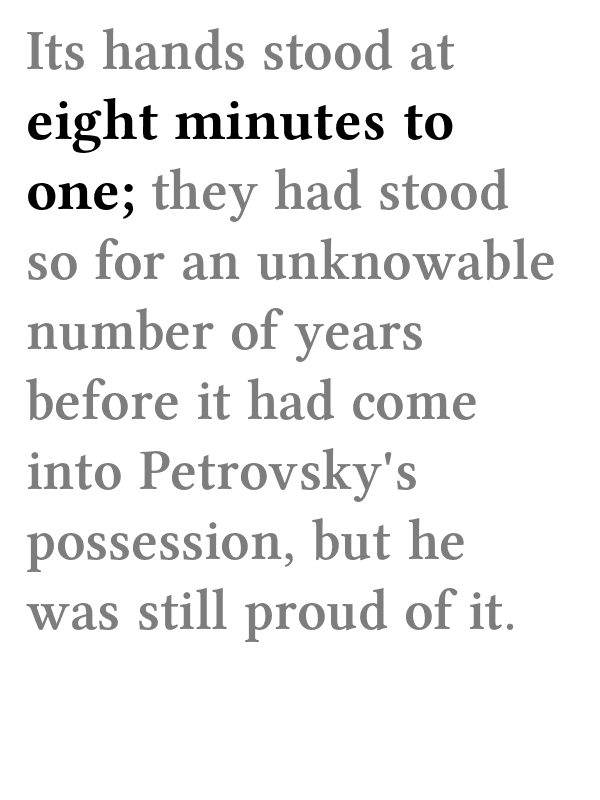 Its hands stood at
eight minutes to
one; they had stood
so for an unknowable
number of years
before it had come
into Petrovsky's
possession, but he
was still proud of it.